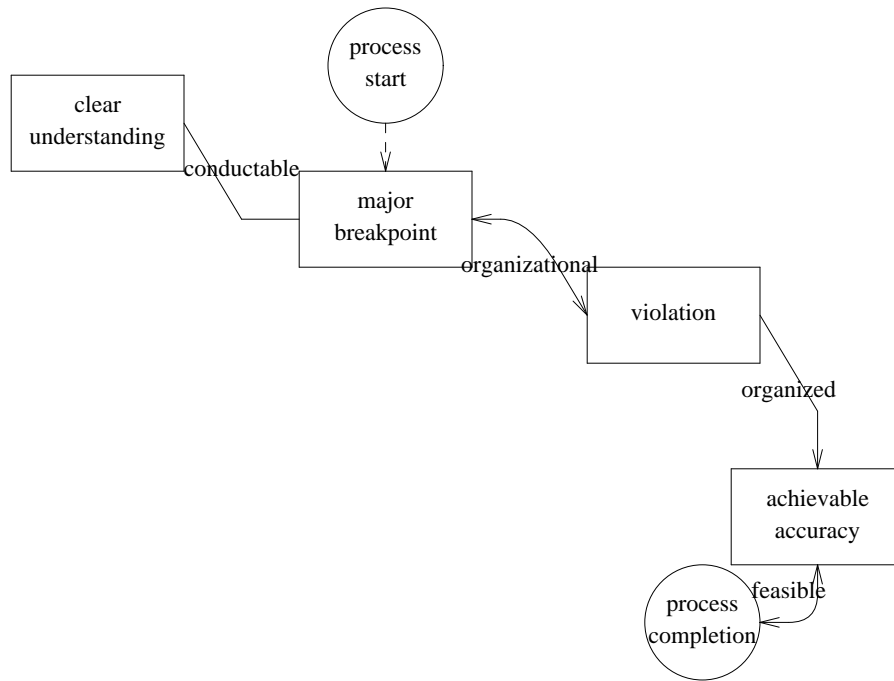 process
start
clear
understanding
conductable
major
breakpoint
organizational
violation
organized
achievable
accuracy
feasible
process
completion